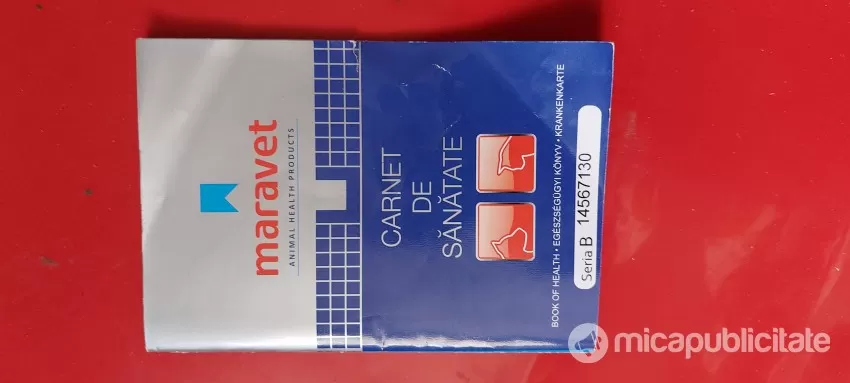 maravet
ANIMAL HEALTH PRODUCTS
CARNET
DE
SĂNĂTATE
BOOK OF HEALTH • EGÉSZSÉGÜGYI KÖNYV • KRANKENKARTE
Seria B 14567130
micapublicitate